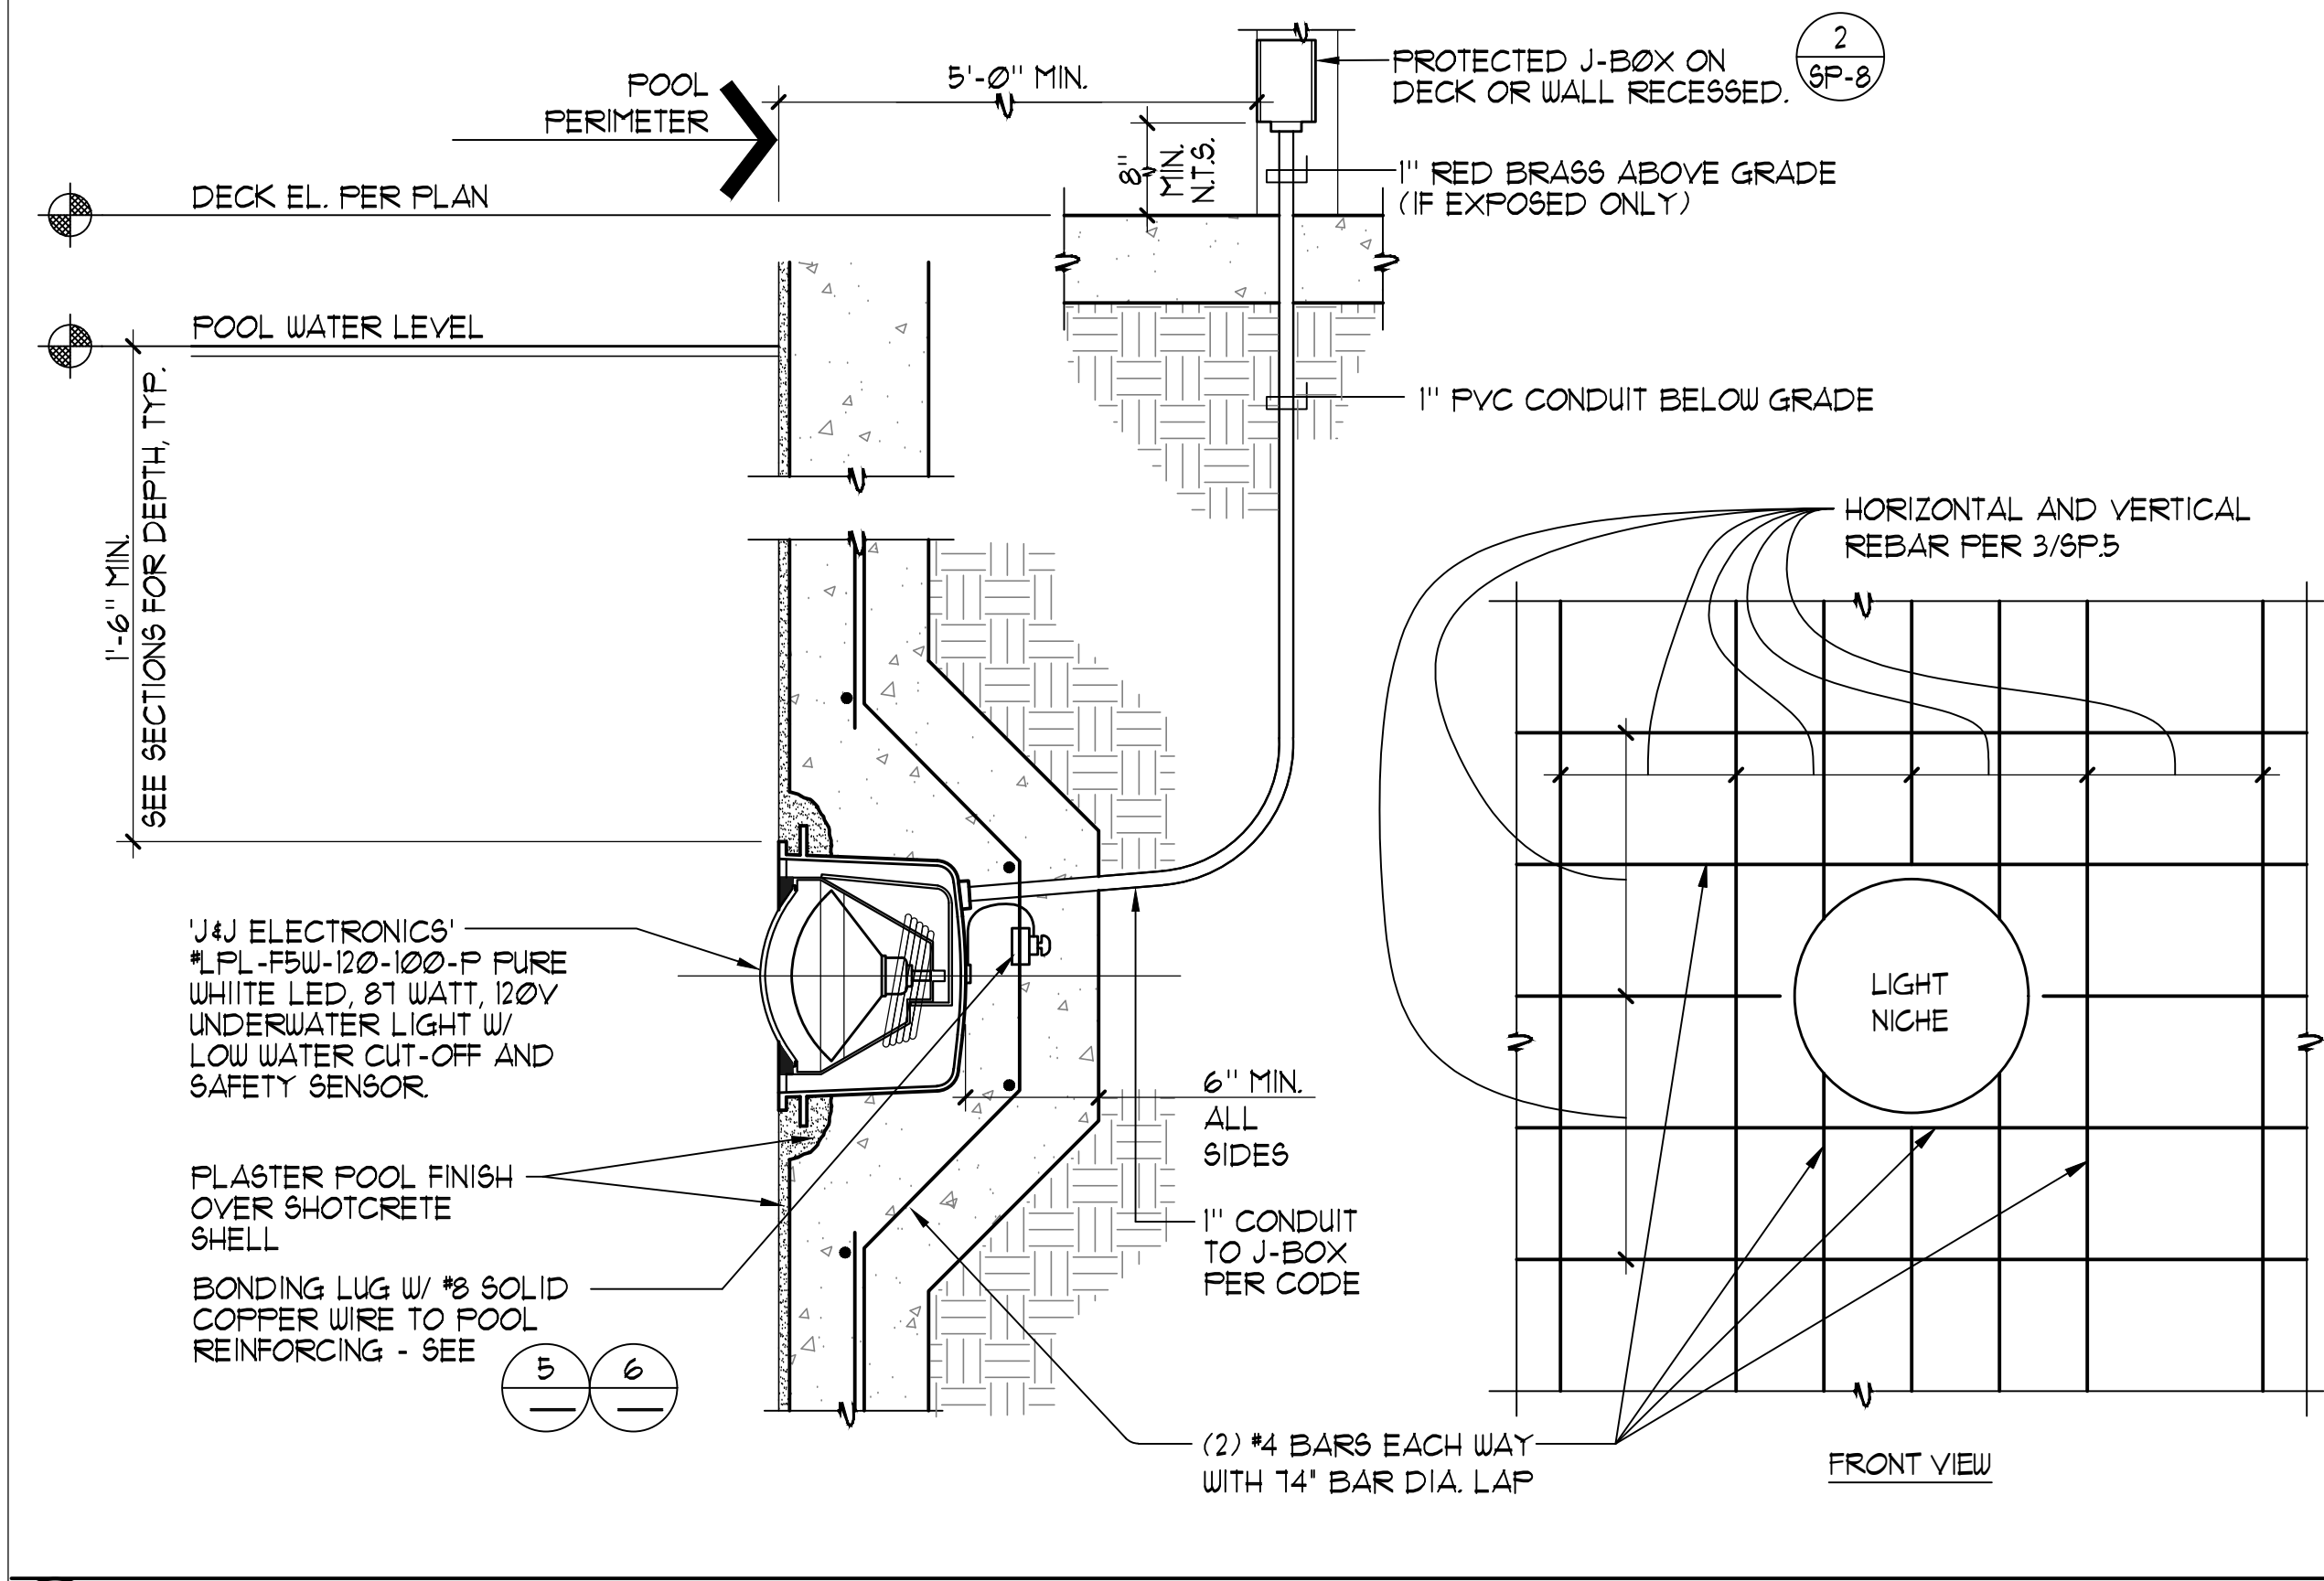 POOL
PERIMETER
5'-0" MIN.
PROTECTED J-BOX ON
DECK OR WALL RECESSED.
2
SP-8
8"
MIN.
N.T.S.
1" RED BRASS ABOVE GRADE
(IF EXPOSED ONLY)
DECK EL. PER PLAN
POOL WATER LEVEL
1'-6" MIN.
SEE SECTIONS FOR DEPTH, TYP.
1" PVC CONDUIT BELOW GRADE
HORIZONTAL AND VERTICAL
REBAR PER 3/SP.5
'J&J ELECTRONICS'
#LPL-F5W-120-100-P PURE
WHIITE LED, 87 WATT, 120V
UNDERWATER LIGHT W/
LOW WATER CUT-OFF AND
SAFETY SENSOR.
LIGHT
NICHE
6" MIN.
ALL
SIDES
PLASTER POOL FINISH
OVER SHOTCRETE
SHELL
1" CONDUIT
TO J-BOX
PER CODE
BONDING LUG W/ #8 SOLID
COPPER WIRE TO POOL
REINFORCING - SEE
5
6
(2) #4 BARS EACH WAY
WITH 74" BAR DIA. LAP
FRONT VIEW